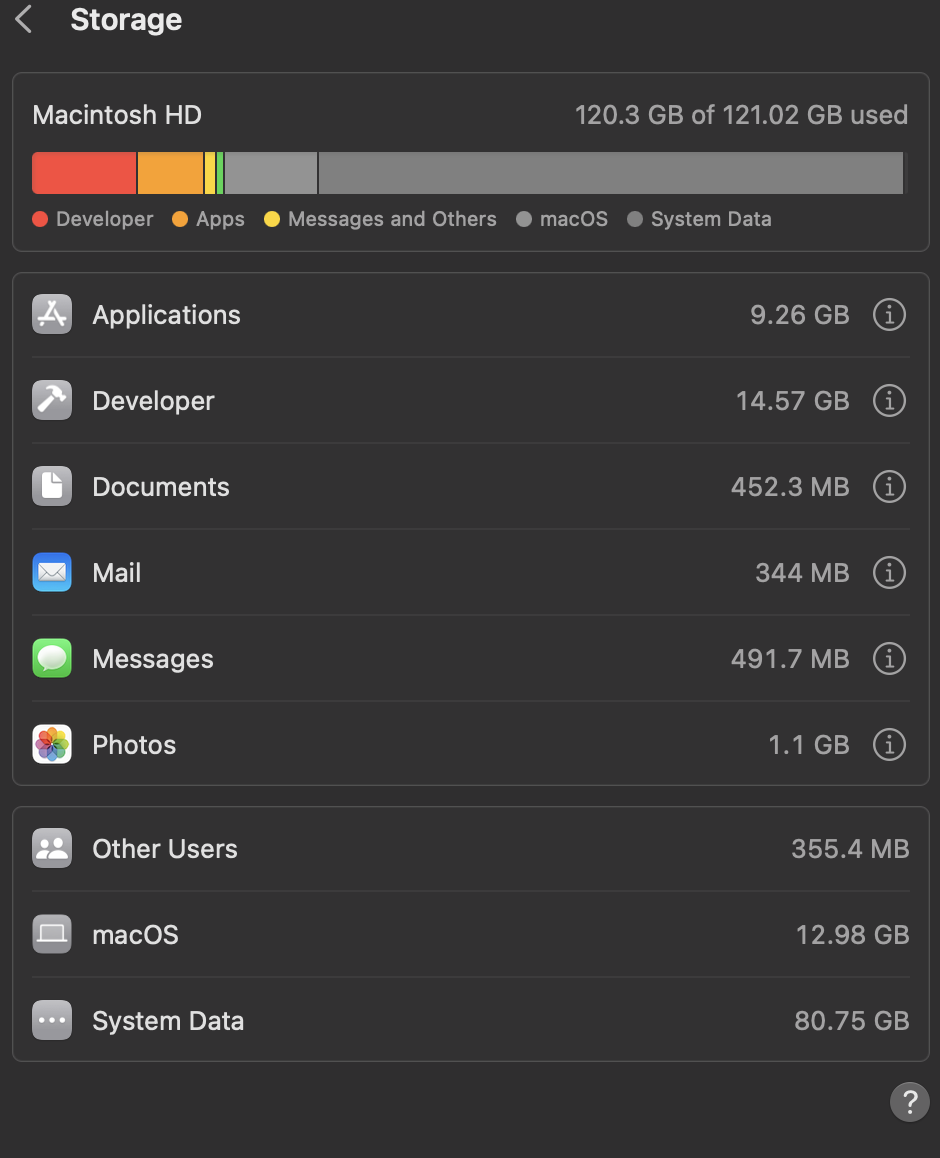 Storage
Macintosh HD 120.3 GB of 121.02 GB used
Developer Apps Messages and Others macOS System Data
Applications 9.26 GB
Developer 14.57 GB
Documents 452.3 MB
Mail 344 MB
Messages 491.7 MB
Photos 1.1 GB
Other Users 355.4 MB
macOS 12.98 GB
System Data 80.75 GB
?